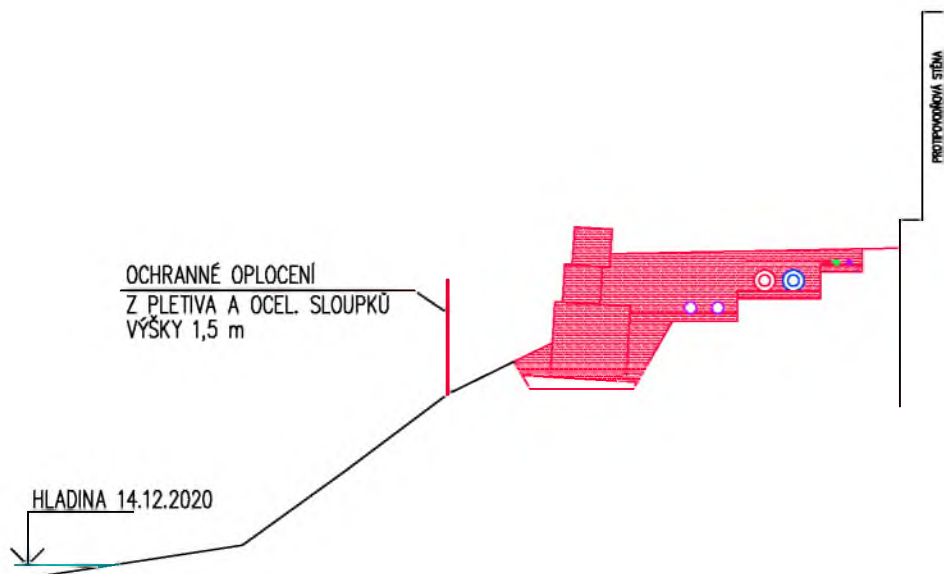 PROTIPOVODŇOVÁ STĚNA
OCHRANNÉ OPLOCENÍ
Z PLETIVA A OCEL. SLOUPKŮ
VÝŠKY 1,5 m
HLADINA 14.12.2020